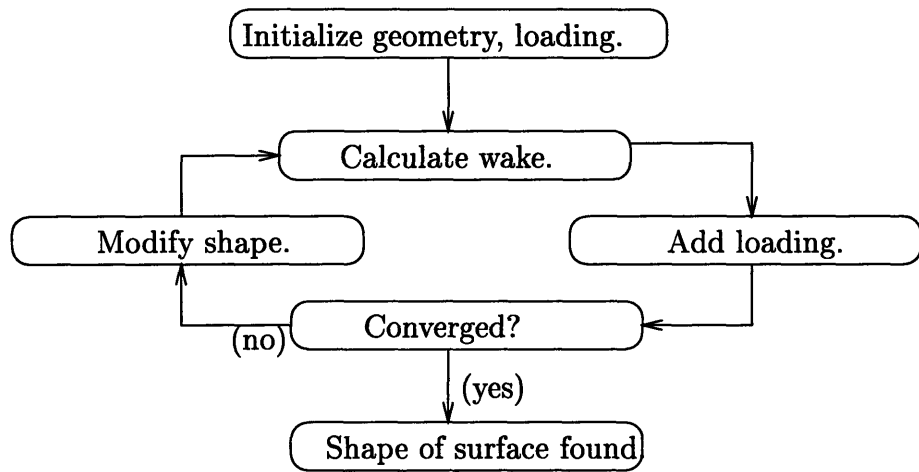 Initialize geometry, loading.
Calculate wake.
Modify shape.
Add loading.
Converged?
(no)
(yes)
Shape of surface found.